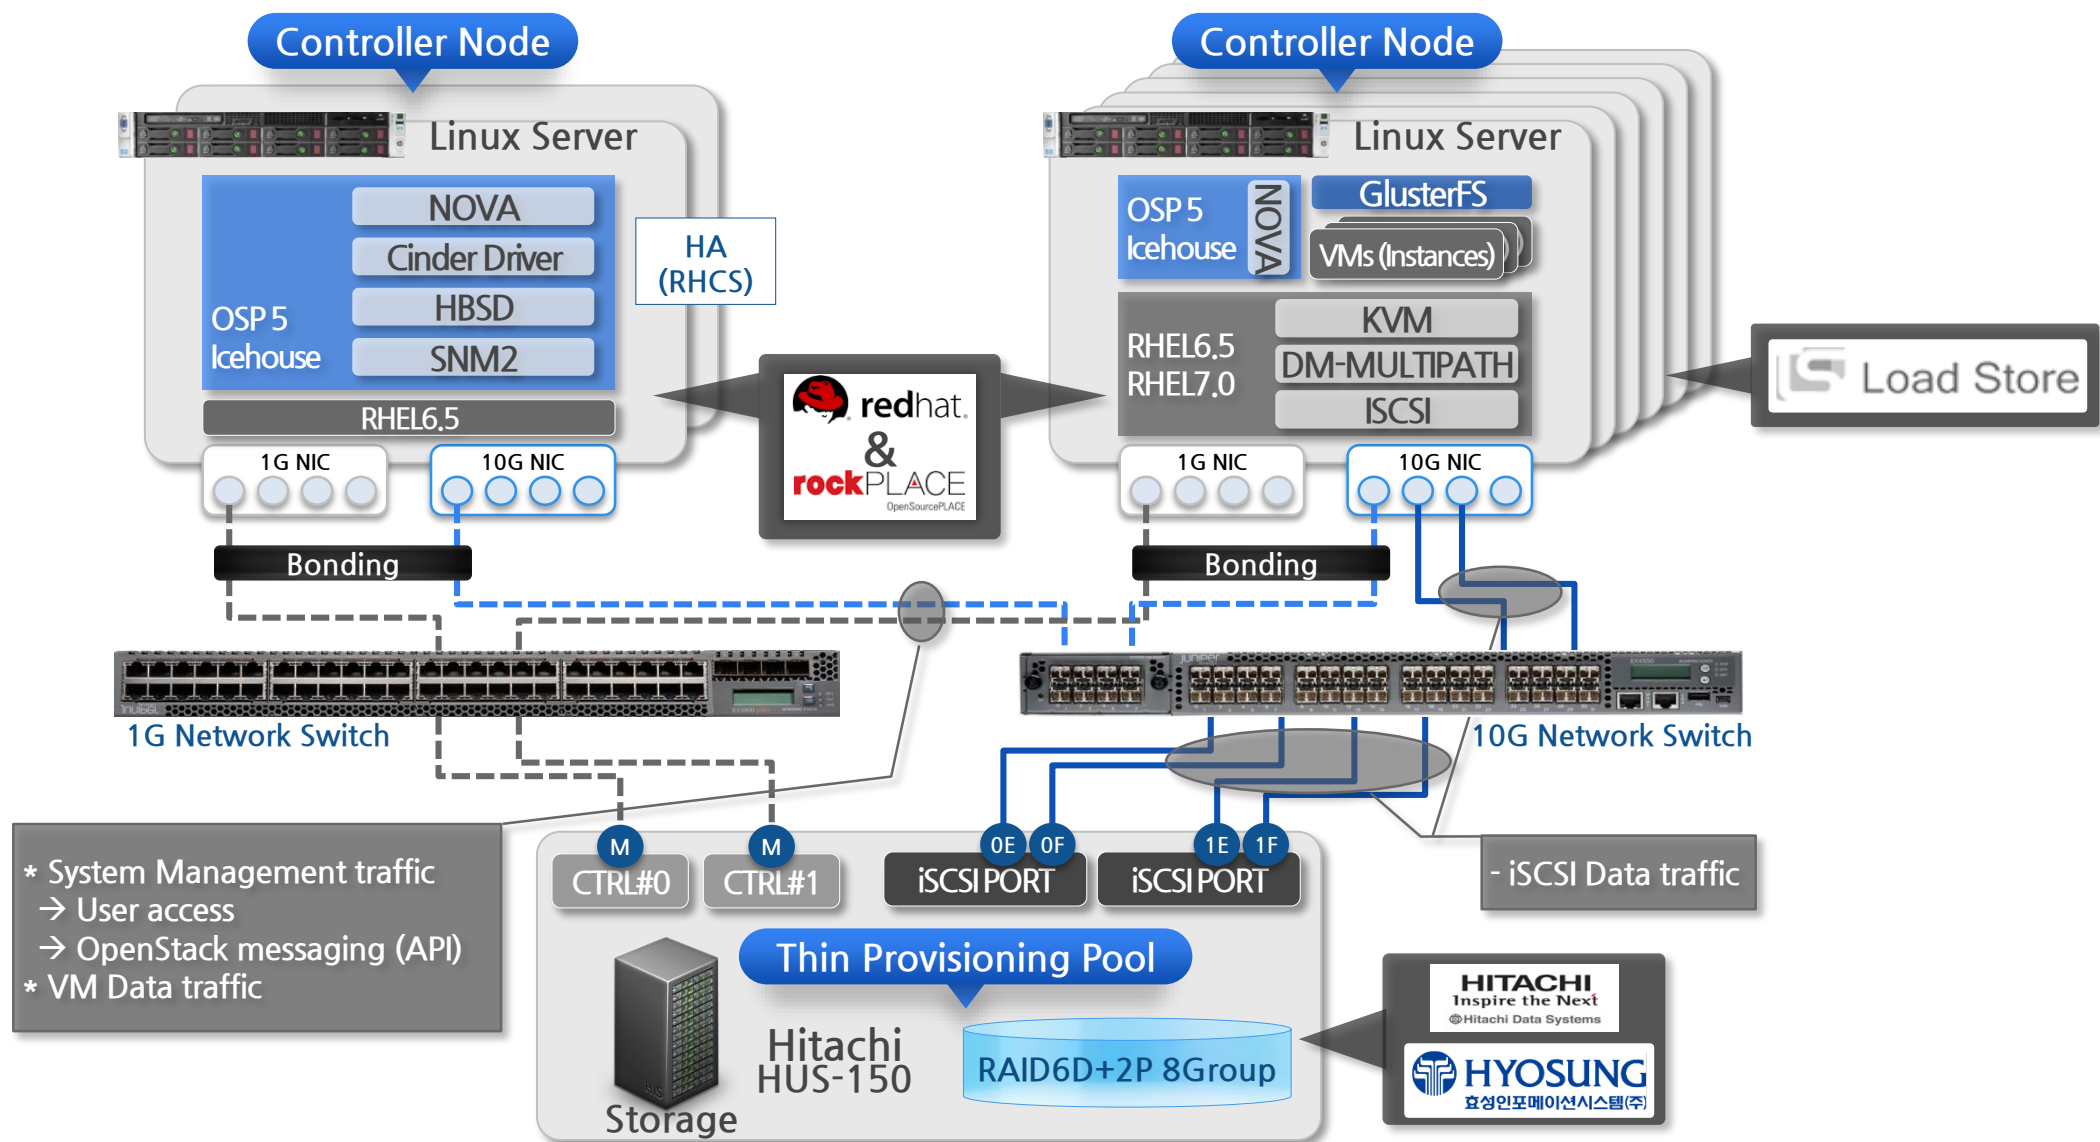 Controller Node
Linux Server
NOVA
Cinder Driver
HBSD
SNM2
OSP 5
Icehouse
RHEL6.5
1G NIC
10G NIC
Bonding
HA
(RHCS)
redhat.
&
rockPLACE
OpenSourcePLACE
Controller Node
Linux Server
OSP 5
Icehouse
NOVA
GlusterFS
VMs (Instances)
RHEL6.5
RHEL7.0
KVM
DM-MULTIPATH
ISCSI
1G NIC
10G NIC
Bonding
Load Store
1G Network Switch
JUNIPER
10G Network Switch
* System Management traffic
→ User access
→ OpenStack messaging (API)
* VM Data traffic
M
CTRL#0
M
CTRL#1
0E
0F
iSCSI PORT
1E
1F
iSCSI PORT
- iSCSI Data traffic
Thin Provisioning Pool
Hitachi
HUS-150
Storage
RAID6D+2P 8Group
HITACHI
Inspire the Next
Hitachi Data Systems
HYOSUNG
효성인포메이션시스템(주)